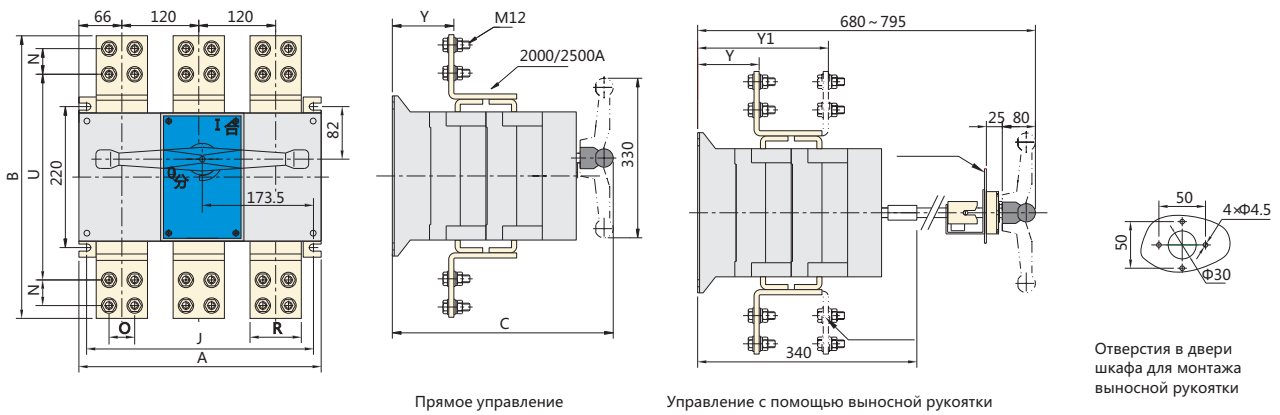 66 120 120
N
B
U
220
N
I 合
O 分
82
173.5
O
R
J
A
Y
M12
2000/2500A
330
C
Прямое управление
680~795
Y1
Y
25 80
340
Управление с помощью выносной рукоятки
50
4×Φ4.5
50
Φ30
Отверстия в двери
шкафа для монтажа
выносной рукоятки